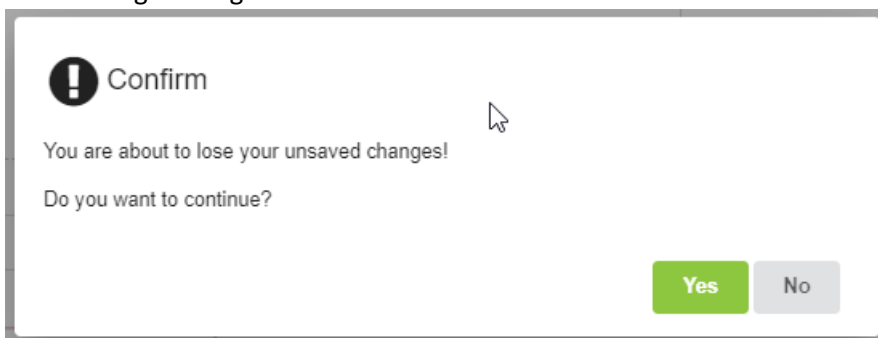 Confirm
You are about to lose your unsaved changes!
Do you want to continue?
Yes No